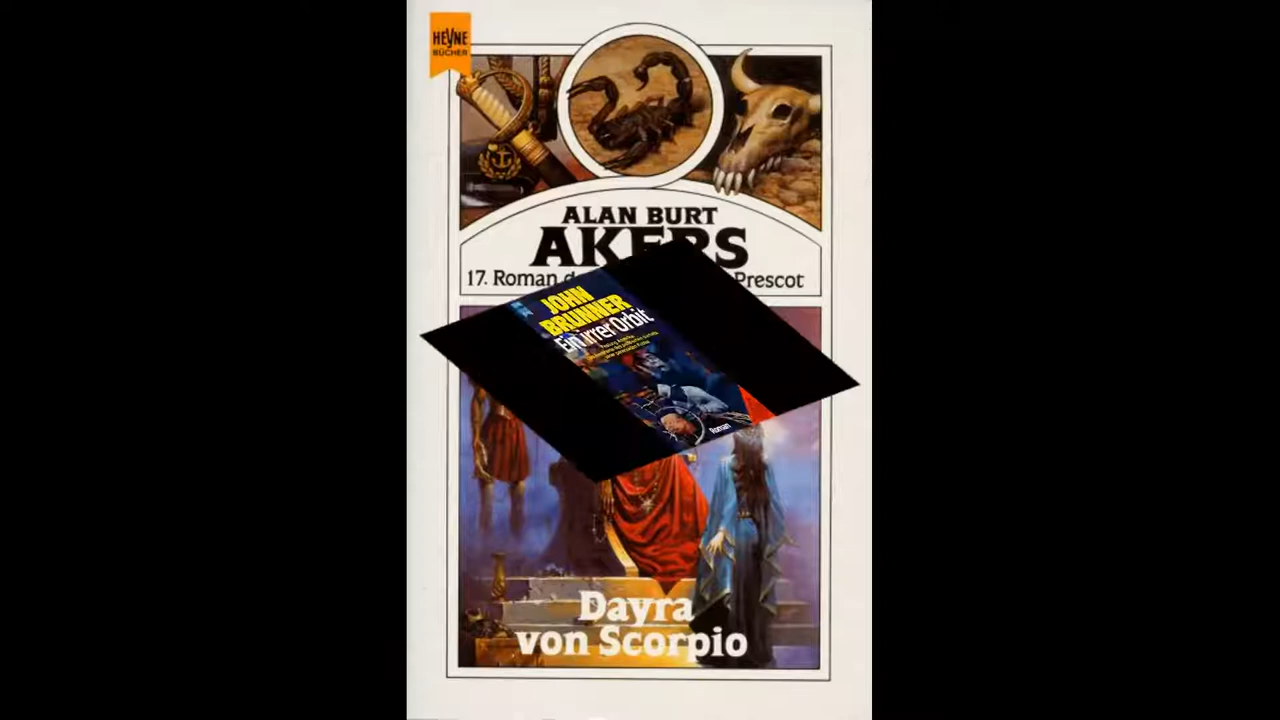 HEYNE
BÜCHER
ALAN BURT
AKERS
17. Roman d
Prescot
JOHN
BRUNNER
Ein irrer Orbit
Roman
Dayra
von Scorpio